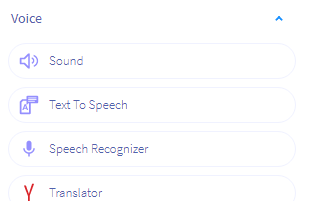 Voice
Sound
Text To Speech
Speech Recognizer
Translator